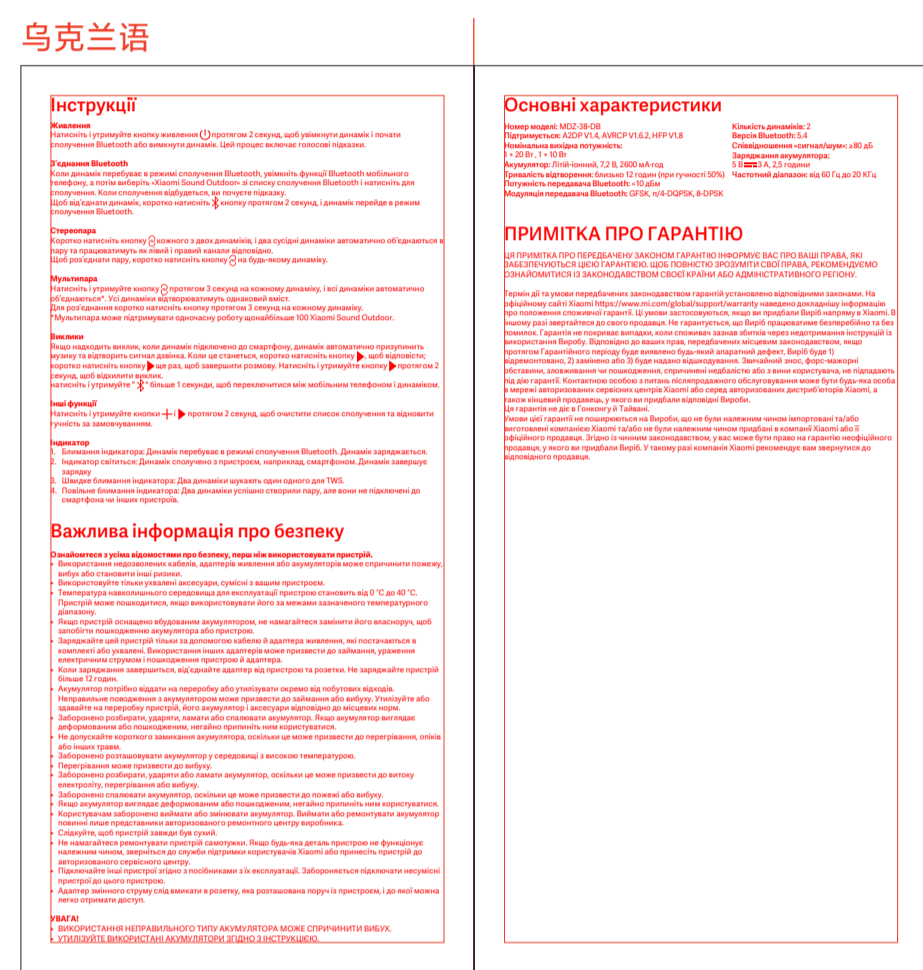 乌克兰语
Інструкції
Живлення
Натисніть і утримуйте кнопку живлення протягом 2 секунд, щоб увімкнути динамік і почати
сполучення Bluetooth або вимкнути динамік. Цей процес включає голосові підказки.
З’єднання Bluetooth
Коли динамік перебуває в режимі сполучення Bluetooth, увімкніть функції Bluetooth мобільного
телефону, а потім виберіть «Xiaomi Sound Outdoor» зі списку сполучення Bluetooth і натисніть для
сполучення. Коли сполучення відбудеться, ви почуєте підказку.
Щоб від’єднати динамік, коротко натисніть кнопку протягом 2 секунд, і динамік перейде в режим
сполучення Bluetooth.
Стереопара
Коротко натисніть кнопку кожного з двох динаміків, і два сусідні динаміки автоматично об’єднаються в
пару та працюватимуть як лівий і правий канали відповідно.
Щоб роз’єднати пару, коротко натисніть кнопку на будь-якому динаміку.
Мультипара
Натисніть і утримуйте кнопку протягом 3 секунд на кожному динаміку, і всі динаміки автоматично
об’єднаються*. Усі динаміки відтворюватимуть однаковий вміст.
Для роз’єднання коротко натисніть кнопку протягом 3 секунд на кожному динаміку.
*Мультипара може підтримувати одночасну роботу щонайбільше 100 Xiaomi Sound Outdoor.
Виклики
Якщо надходить виклик, коли динамік підключено до смартфону, динамік автоматично призупинить
музику та відтворить сигнал дзвінка. Коли це станеться, коротко натисніть кнопку , щоб відповісти;
коротко натисніть кнопку ще раз, щоб завершити розмову. Натисніть і утримуйте кнопку протягом 2
секунд, щоб відхилити виклик.
натисніть і утримуйте " " більше 1 секунди, щоб переключитися між мобільним телефоном і динаміком.
Інші функції
Натисніть і утримуйте кнопки і протягом 2 секунд, щоб очистити список сполучення та відновити
гучність за замовчуванням.
Індикатор
1. Блимання індикатора: Динамік перебуває в режимі сполучення Bluetooth. Динамік заряджається.
2. Індикатор світиться: Динамік сполучено з пристроєм, наприклад, смартфоном. Динамік завершує
зарядку
3. Швидке блимання індикатора: Два динаміки шукають один одного для TWS.
4. Повільне блимання індикатора: Два динаміки успішно створили пару, але вони не підключені до
смартфона чи інших пристроїв.
Важлива інформація про безпеку
Ознайомтеся з усіма відомостями про безпеку, перш ніж використовувати пристрій.
• Використання недозволених кабелів, адаптерів живлення або акумуляторів може спричинити пожежу,
вибух або становити інші ризики.
• Використовуйте тільки ухвалені аксесуари, сумісні з вашим пристроєм.
• Температура навколишнього середовища для експлуатації пристрою становить від 0 °C до 40 °C.
Пристрій може пошкодитися, якщо використовувати його за межами зазначеного температурного
діапазону.
• Якщо пристрій оснащено вбудованим акумулятором, не намагайтеся замінити його власноруч, щоб
запобігти пошкодженню акумулятора або пристрою.
• Заряджайте цей пристрій тільки за допомогою кабелю й адаптера живлення, які постачаються в
комплекті або ухвалені. Використання інших адаптерів може призвести до займання, ураження
електричним струмом і пошкодження пристрою й адаптера.
• Коли заряджання завершиться, від’єднайте адаптер від пристрою та розетки. Не заряджайте пристрій
більше 12 годин.
• Акумулятор потрібно віддати на переробку або утилізувати окремо від побутових відходів.
Неправильне поводження з акумулятором може призвести до займання або вибуху. Утилізуйте або
здавайте на переробку пристрій, його акумулятор і аксесуари відповідно до місцевих норм.
• Заборонено розбирати, ударяти, ламати або спалювати акумулятор. Якщо акумулятор виглядає
деформованим або пошкодженим, негайно припиніть ним користуватися.
• Не допускайте короткого замикання акумулятора, оскільки це може призвести до перегрівання, опіків
або інших травм.
• Заборонено розташовувати акумулятор у середовищі з високою температурою.
• Перегрівання може призвести до вибуху.
• Заборонено розбирати, ударяти або ламати акумулятор, оскільки це може призвести до витоку
електроліту, перегрівання або вибуху.
• Заборонено спалювати акумулятор, оскільки це може призвести до пожежі або вибуху.
• Якщо акумулятор виглядає деформованим або пошкодженим, негайно припиніть ним користуватися.
• Користувачам заборонено виймати або змінювати акумулятор. Виймати або ремонтувати акумулятор
повинні лише представники авторизованого ремонтного центру виробника.
• Слідкуйте, щоб пристрій завжди був сухий.
• Не намагайтеся ремонтувати пристрій самотужки. Якщо будь-яка деталь пристрою не функціонує
належним чином, зверніться до служби підтримки користувачів Xiaomi або принесіть пристрій до
авторизованого сервісного центру.
• Підключайте інші пристрої згідно з посібниками з їх експлуатації. Забороняється підключати несумісні
пристрої до цього пристрою.
• Адаптер змінного струму слід вмикати в розетку, яка розташована поруч із пристроєм, і до якої можна
легко отримати доступ.
УВАГА!
• ВИКОРИСТАННЯ НЕПРАВИЛЬНОГО ТИПУ АКУМУЛЯТОРА МОЖЕ СПРИЧИНИТИ ВИБУХ.
• УТИЛІЗУЙТЕ ВИКОРИСТАНІ АКУМУЛЯТОРИ ЗГІДНО З ІНСТРУКЦІЄЮ.
Основні характеристики
Номер моделі: MDZ-38-DB
Підтримується: A2DP V1.4, AVRCP V1.6.2, HFP V1.8
Номінальна вихідна потужність:
1 × 20 Вт , 1 × 10 Вт
Акумулятор: Літій-іонний, 7,2 В, 2600 мА·год
Тривалість відтворення: близько 12 годин (при гучності 50%)
Потужність передавача Bluetooth: <10 дБм
Модуляція передавача Bluetooth: GFSK, π/4-DQPSK, 8-DPSK
Кількість динаміків: 2
Версія Bluetooth: 5.4
Співвідношення «сигнал/шум»: ≥80 дБ
Заряджання акумулятора:
5 В 3 А, 2,5 години
Частотний діапазон: від 60 Гц до 20 КГц
ПРИМІТКА ПРО ГАРАНТІЮ
ЦЯ ПРИМІТКА ПРО ПЕРЕДБАЧЕНУ ЗАКОНОМ ГАРАНТІЮ ІНФОРМУЄ ВАС ПРО ВАШІ ПРАВА, ЯКІ
ЗАБЕЗПЕЧУЮТЬСЯ ЦІЄЮ ГАРАНТІЄЮ. ЩОБ ПОВНІСТЮ ЗРОЗУМІТИ СВОЇ ПРАВА, РЕКОМЕНДУЄМО
ОЗНАЙОМИТИСЯ ІЗ ЗАКОНОДАВСТВОМ СВОЄЇ КРАЇНИ АБО АДМІНІСТРАТИВНОГО РЕГІОНУ.
Термін дії та умови передбачених законодавством гарантій установлено відповідними законами. На
офіційному сайті Xiaomi https://www.mi.com/global/support/warranty наведено докладнішу інформацію
про положення споживчої гарантії. Ці умови застосовуються, якщо ви придбали Виріб напряму в Xiaomi. В
іншому разі звертайтеся до свого продавця. Не гарантується, що Виріб працюватиме безперебійно та без
помилок. Гарантія не покриває випадки, коли споживач зазнав збитків через недотримання інструкцій із
використання Виробу. Відповідно до ваших прав, передбачених місцевим законодавством, якщо
протягом Гарантійного періоду буде виявлено будь-який апаратний дефект, Виріб буде 1)
відремонтовано, 2) замінено або 3) буде надано відшкодування. Звичайний знос, форс-мажорні
обставини, зловживання чи пошкодження, спричинені недбалістю або з вини користувача, не підпадають
під дію гарантії. Контактною особою з питань післяпродажного обслуговування може бути будь-яка особа
в мережі авторизованих сервісних центрів Xiaomi або серед авторизованих дистриб’юторів Xiaomi, а
також кінцевий продавець, у якого ви придбали відповідні Вироби.
Ця гарантія не діє в Гонконгу й Тайвані.
Умови цієї гарантії не поширюються на Вироби, що не були належним чином імпортовані та/або
виготовлені компанією Xiaomi та/або не були належним чином придбані в компанії Xiaomi або її
офіційного продавця. Згідно із чинним законодавством, у вас може бути право на гарантію неофіційного
продавця, у якого ви придбали Виріб. У такому разі компанія Xiaomi рекомендує вам звернутися до
відповідного продавця.